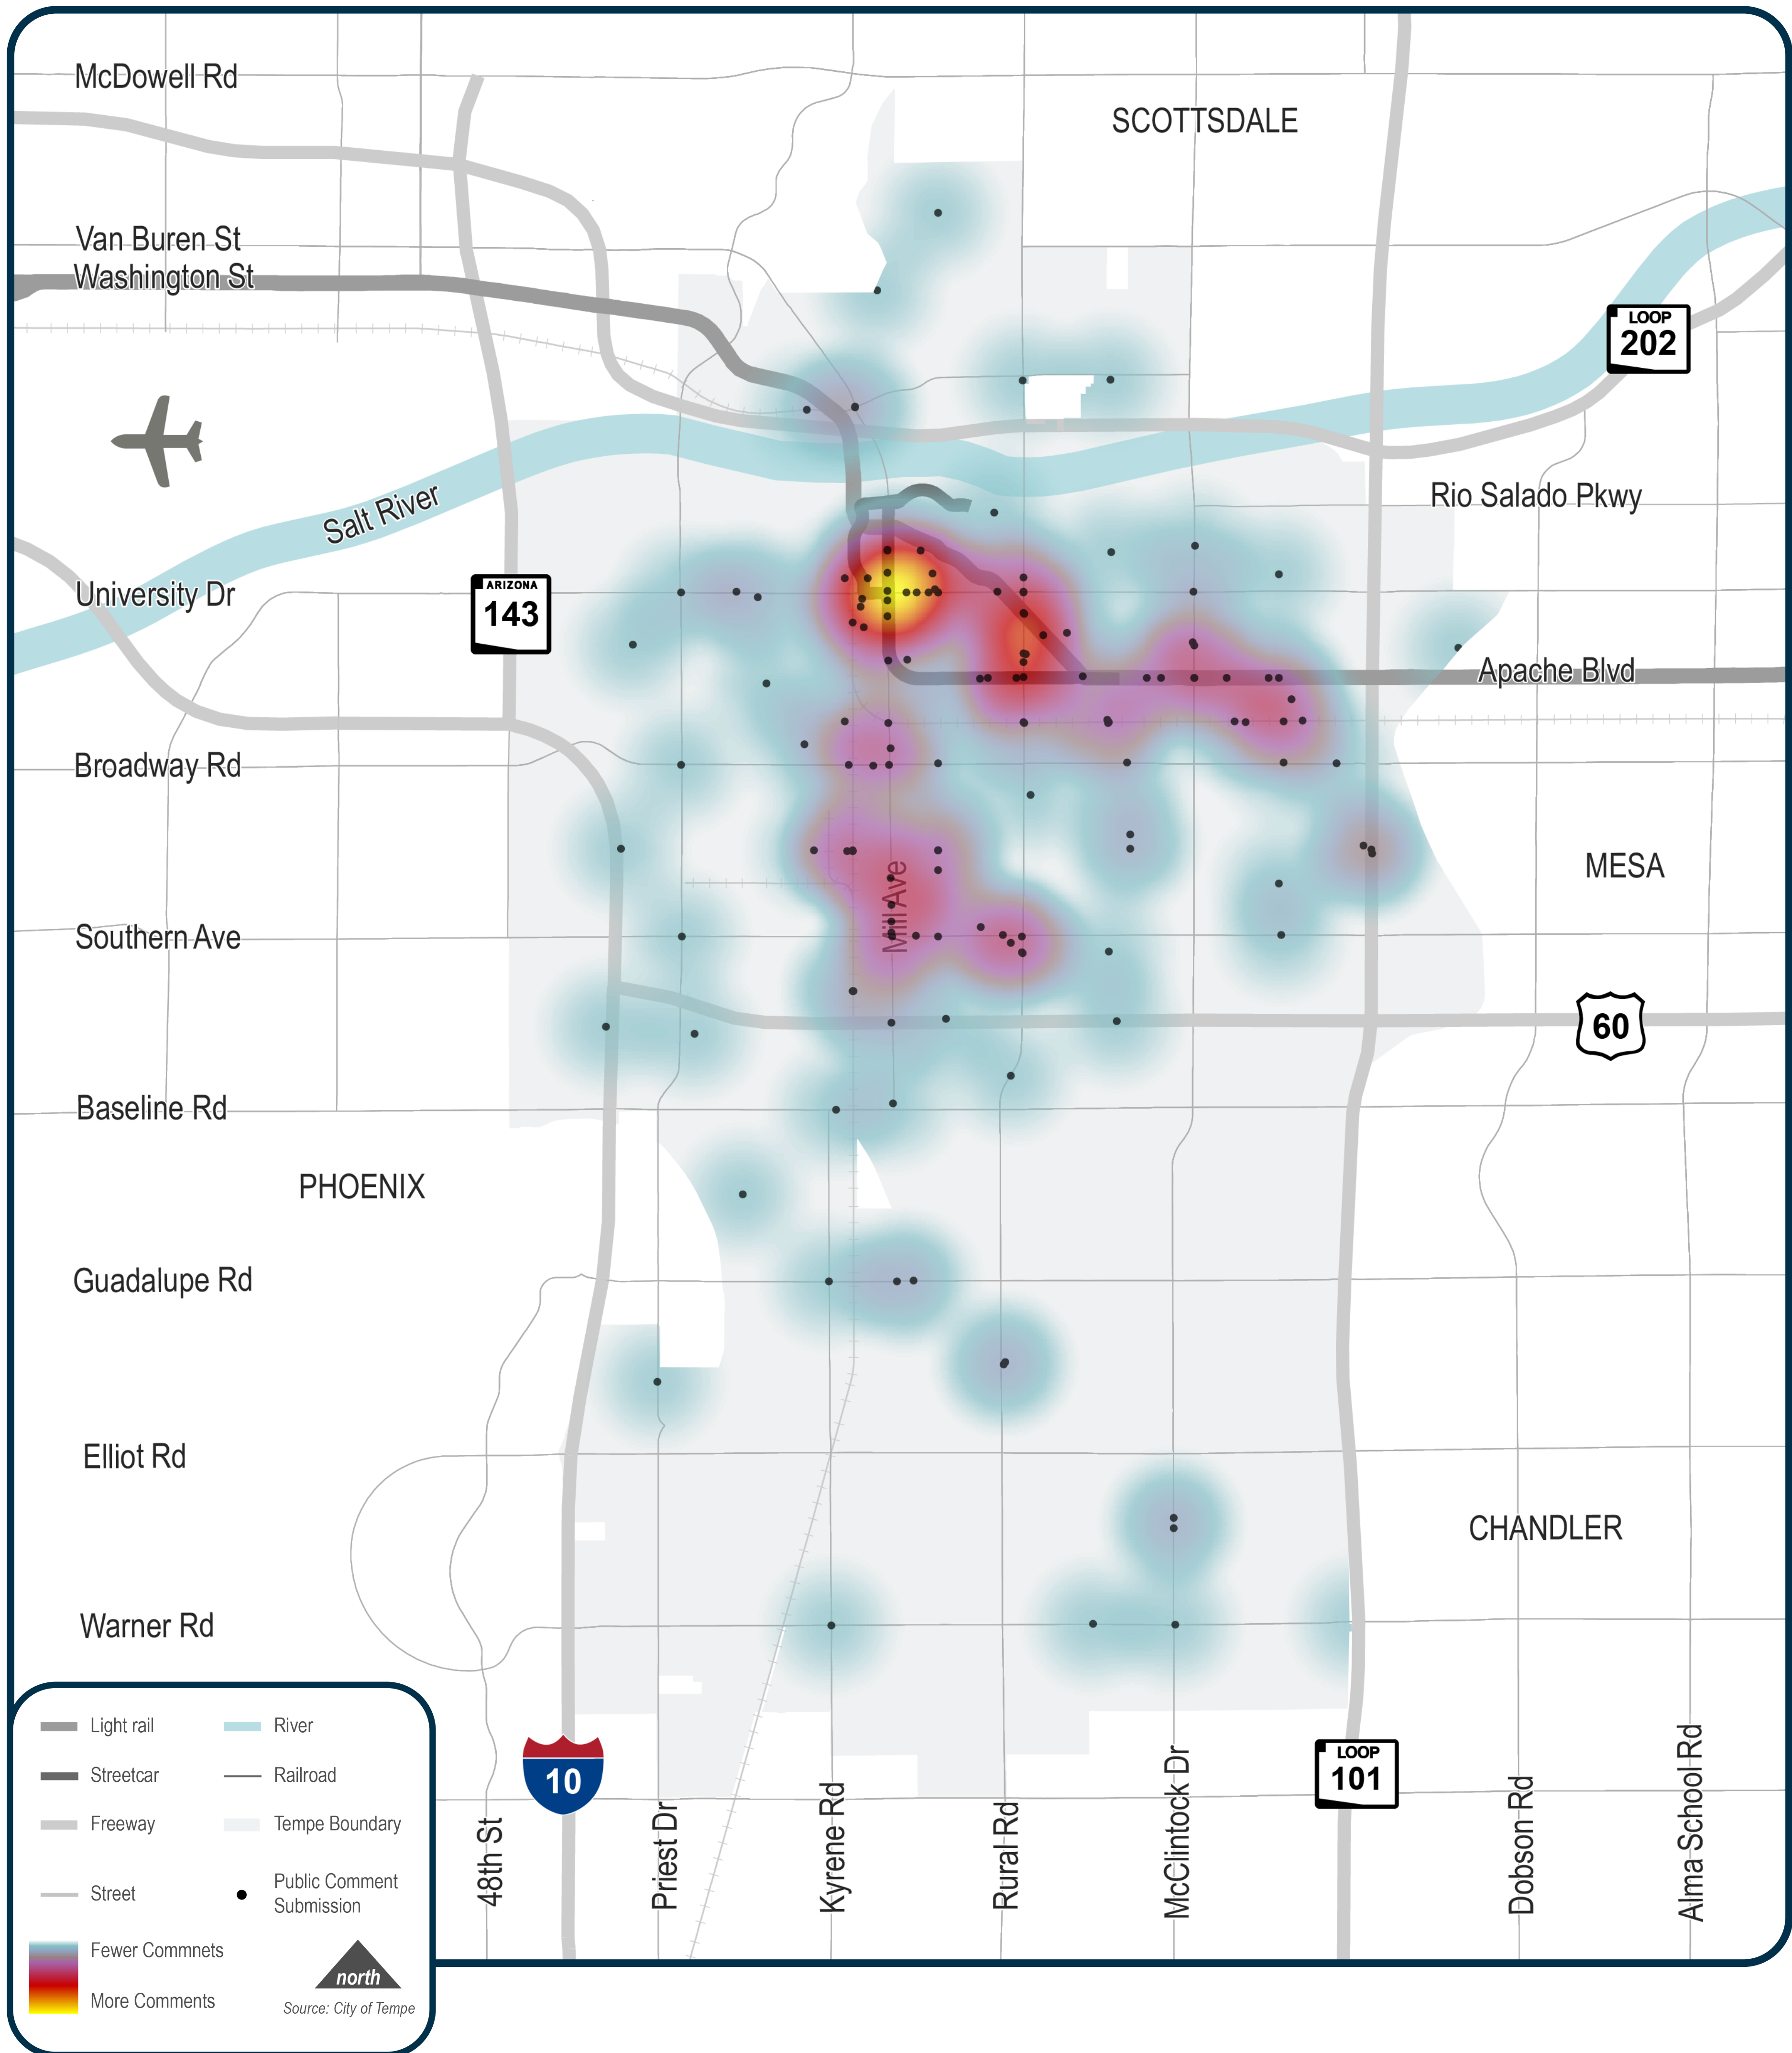 McDowell Rd
SCOTTSDALE
Van Buren St
Washington St
LOOP
202
Rio Salado Pkwy
Salt River
ARIZONA
143
University Dr
Apache Blvd
Broadway Rd
MESA
Mill Ave
Southern Ave
60
Baseline Rd
PHOENIX
Guadalupe Rd
Elliot Rd
CHANDLER
Warner Rd
10
LOOP
101
48th St
Priest Dr
Kyrene Rd
Rural Rd
McClintock Dr
Dobson Rd
Alma School Rd
Light rail
River
Streetcar
Railroad
Freeway
Tempe Boundary
Street
Public Comment
Submission
Fewer Commnets
More Comments
north
Source: City of Tempe